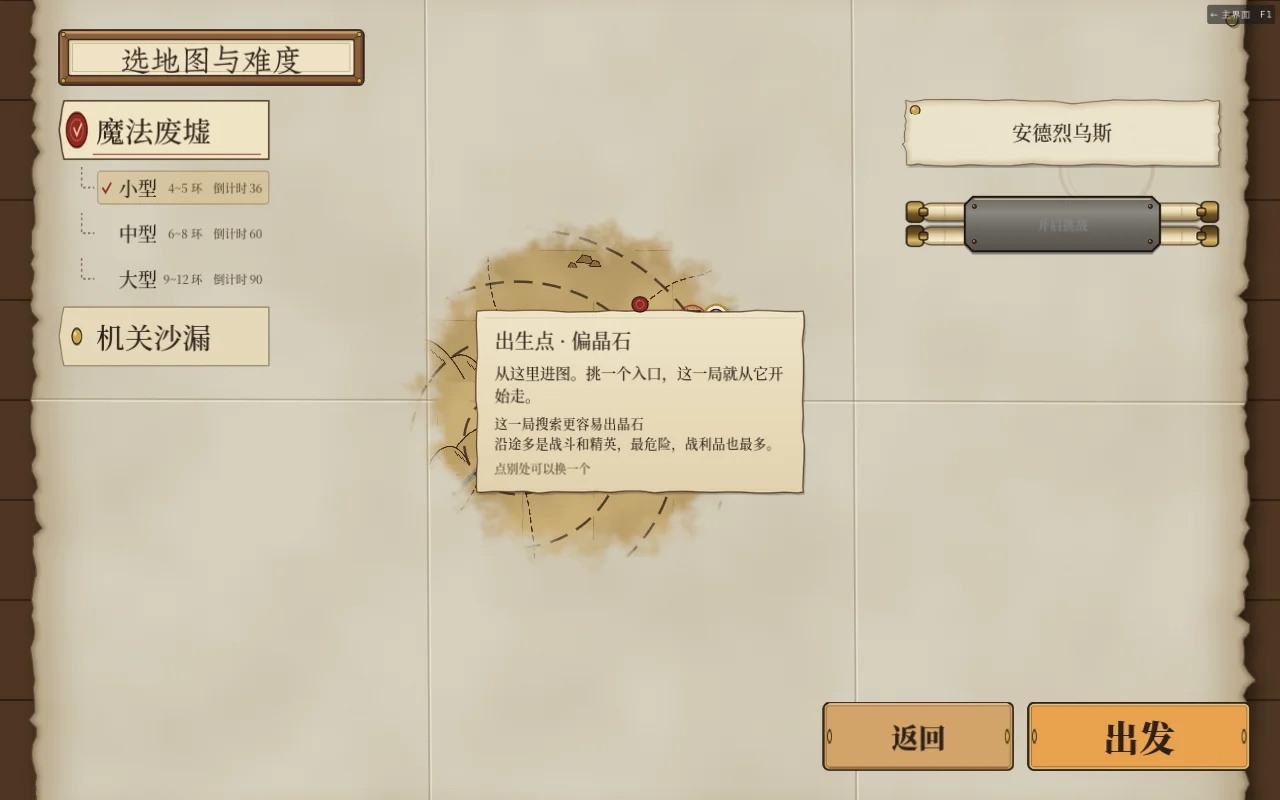 ← 主界面 F1
选地图与难度
魔法废墟
小型 4~5 环 倒计时 36
中型 6~8 环 倒计时 60
大型 9~12 环 倒计时 90
机关沙漏
安德烈乌斯
开启挑战
出生点 · 偏晶石
从这里进图。挑一个入口，这一局就从它开
始走。
这一局搜索更容易出晶石
沿途多是战斗和精英，最危险，战利品也最多。
点别处可以换一个
返回
出发